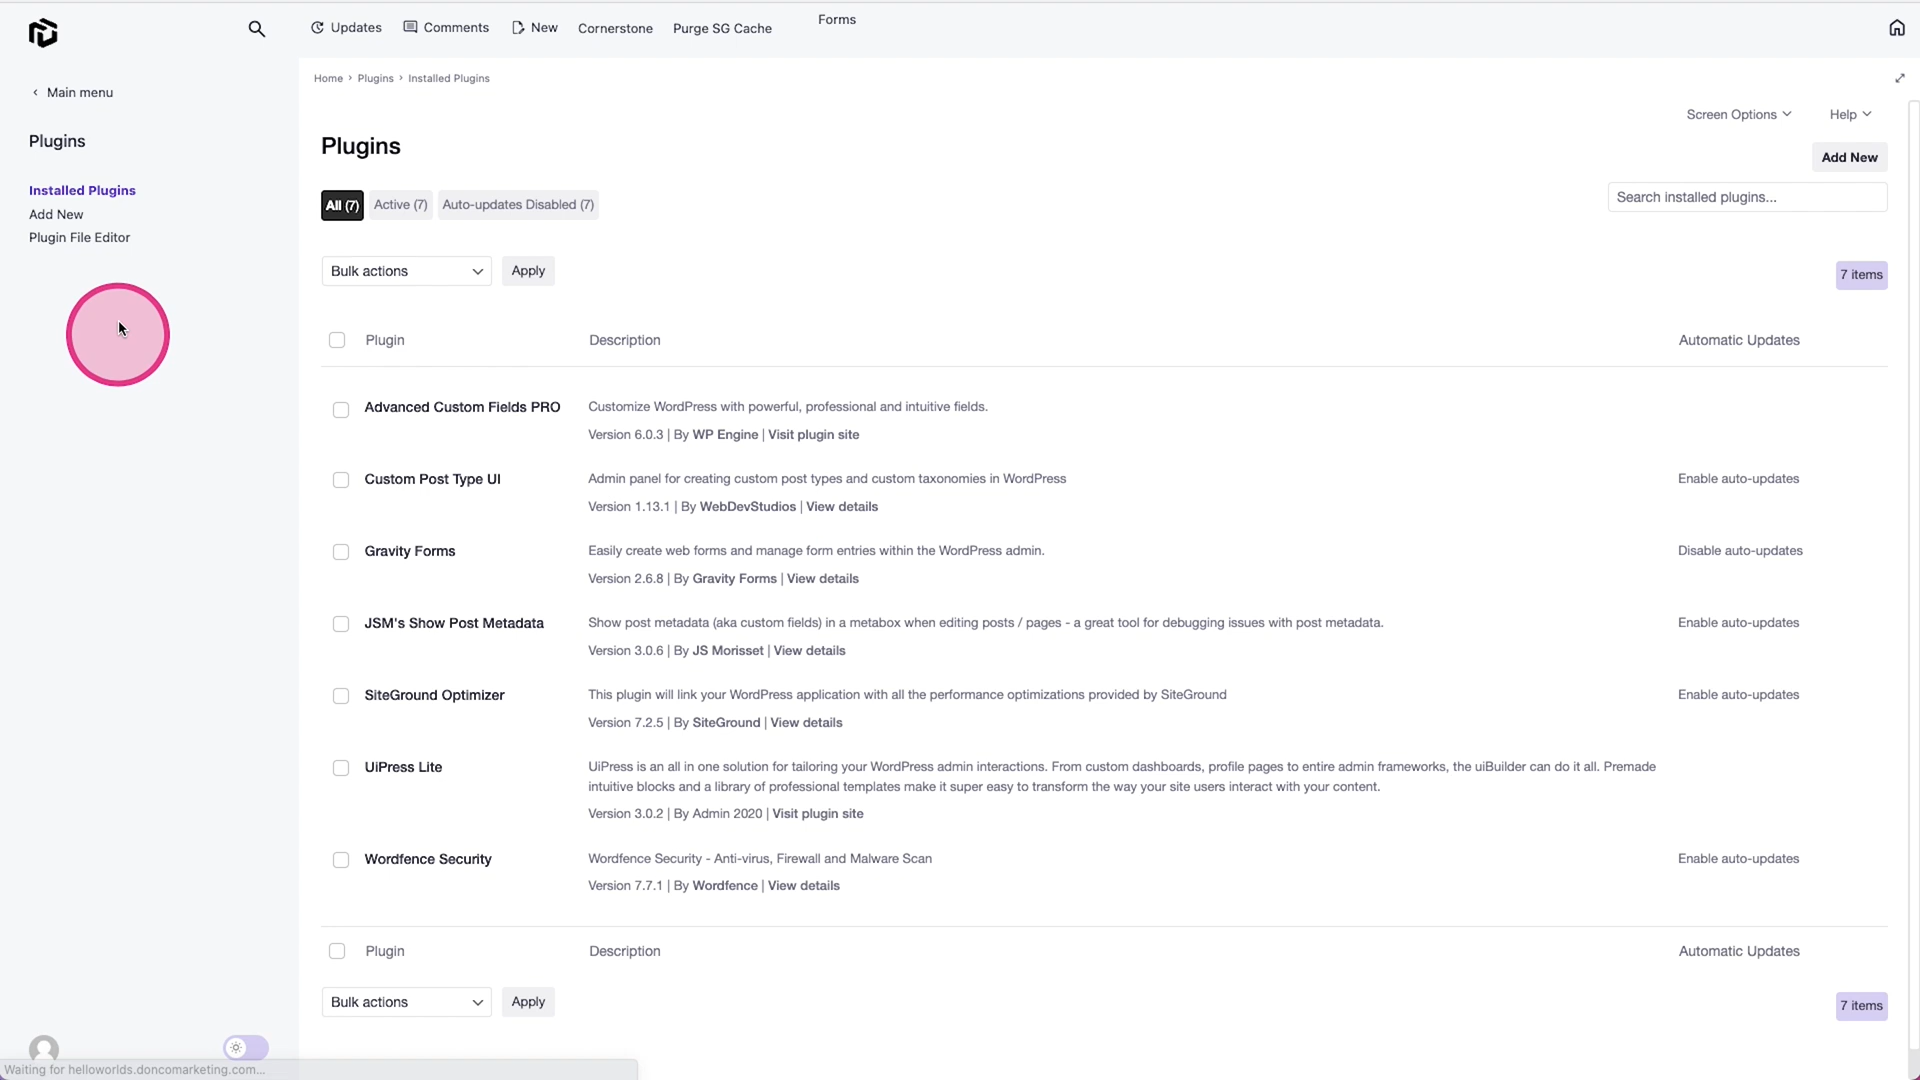 Updates Comments New Cornerstone Purge SG Cache Forms
Home › Plugins › Installed Plugins
Main menu
Plugins
Installed Plugins
Add New
Plugin File Editor
Screen Options Help
Plugins
Add New
All (7) Active (7) Auto-updates Disabled (7)
Search installed plugins...
Bulk actions Apply
7 items
Plugin Description Automatic Updates
Advanced Custom Fields PRO Customize WordPress with powerful, professional and intuitive fields.
Version 6.0.3 | By WP Engine | Visit plugin site
Custom Post Type UI Admin panel for creating custom post types and custom taxonomies in WordPress Enable auto-updates
Version 1.13.1 | By WebDevStudios | View details
Gravity Forms Easily create web forms and manage form entries within the WordPress admin. Disable auto-updates
Version 2.6.8 | By Gravity Forms | View details
JSM's Show Post Metadata Show post metadata (aka custom fields) in a metabox when editing posts / pages - a great tool for debugging issues with post metadata. Enable auto-updates
Version 3.0.6 | By JS Morisset | View details
SiteGround Optimizer This plugin will link your WordPress application with all the performance optimizations provided by SiteGround Enable auto-updates
Version 7.2.5 | By SiteGround | View details
UiPress Lite UiPress is an all in one solution for tailoring your WordPress admin interactions. From custom dashboards, profile pages to entire admin frameworks, the uiBuilder can do it all. Premade
intuitive blocks and a library of professional templates make it super easy to transform the way your site users interact with your content.
Version 3.0.2 | By Admin 2020 | Visit plugin site
Wordfence Security Wordfence Security - Anti-virus, Firewall and Malware Scan Enable auto-updates
Version 7.7.1 | By Wordfence | View details
Plugin Description Automatic Updates
Bulk actions Apply
7 items
Waiting for helloworlds.doncomarketing.com...